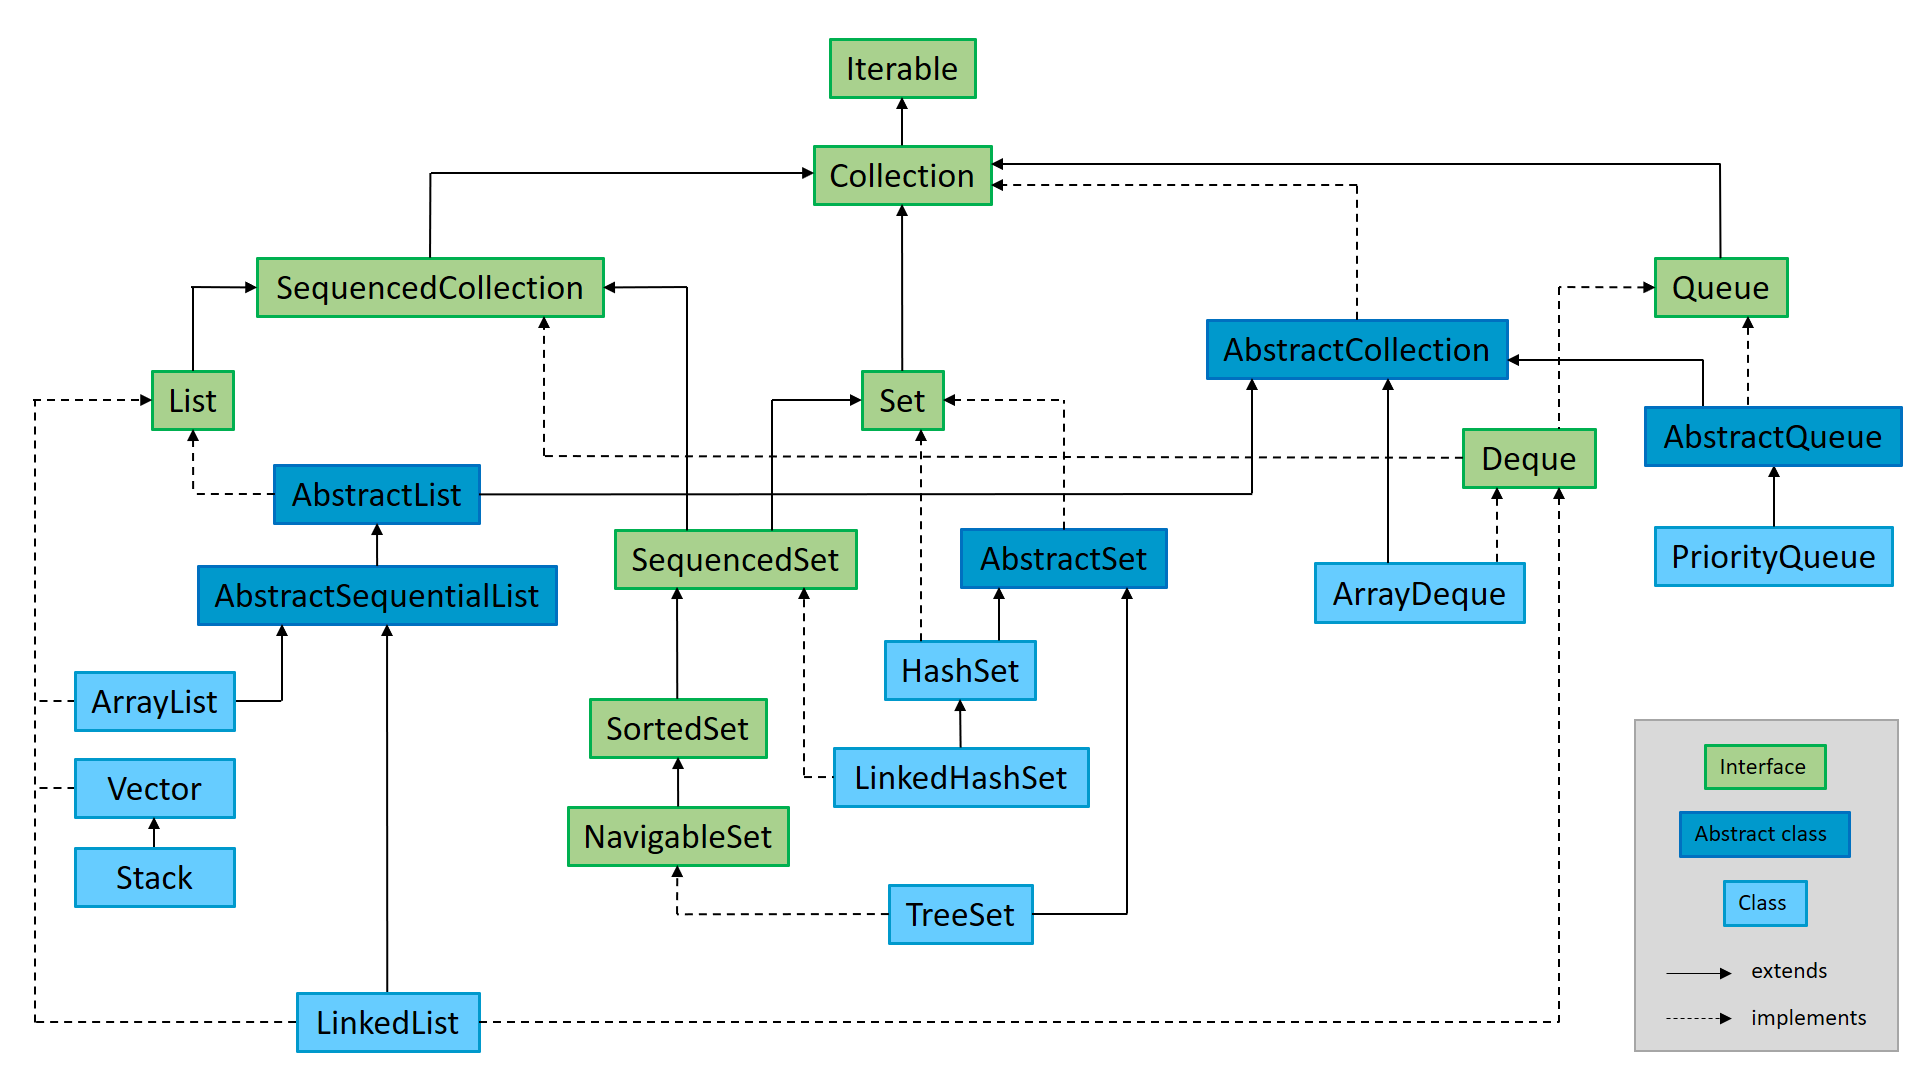 Iterable
Collection
SequencedCollection
Queue
AbstractCollection
List
Set
AbstractQueue
Deque
AbstractList
SequencedSet
AbstractSet
PriorityQueue
AbstractSequentialList
ArrayDeque
HashSet
ArrayList
SortedSet
LinkedHashSet
Vector
NavigableSet
Stack
TreeSet
LinkedList
Interface
Abstract class
Class
extends
implements